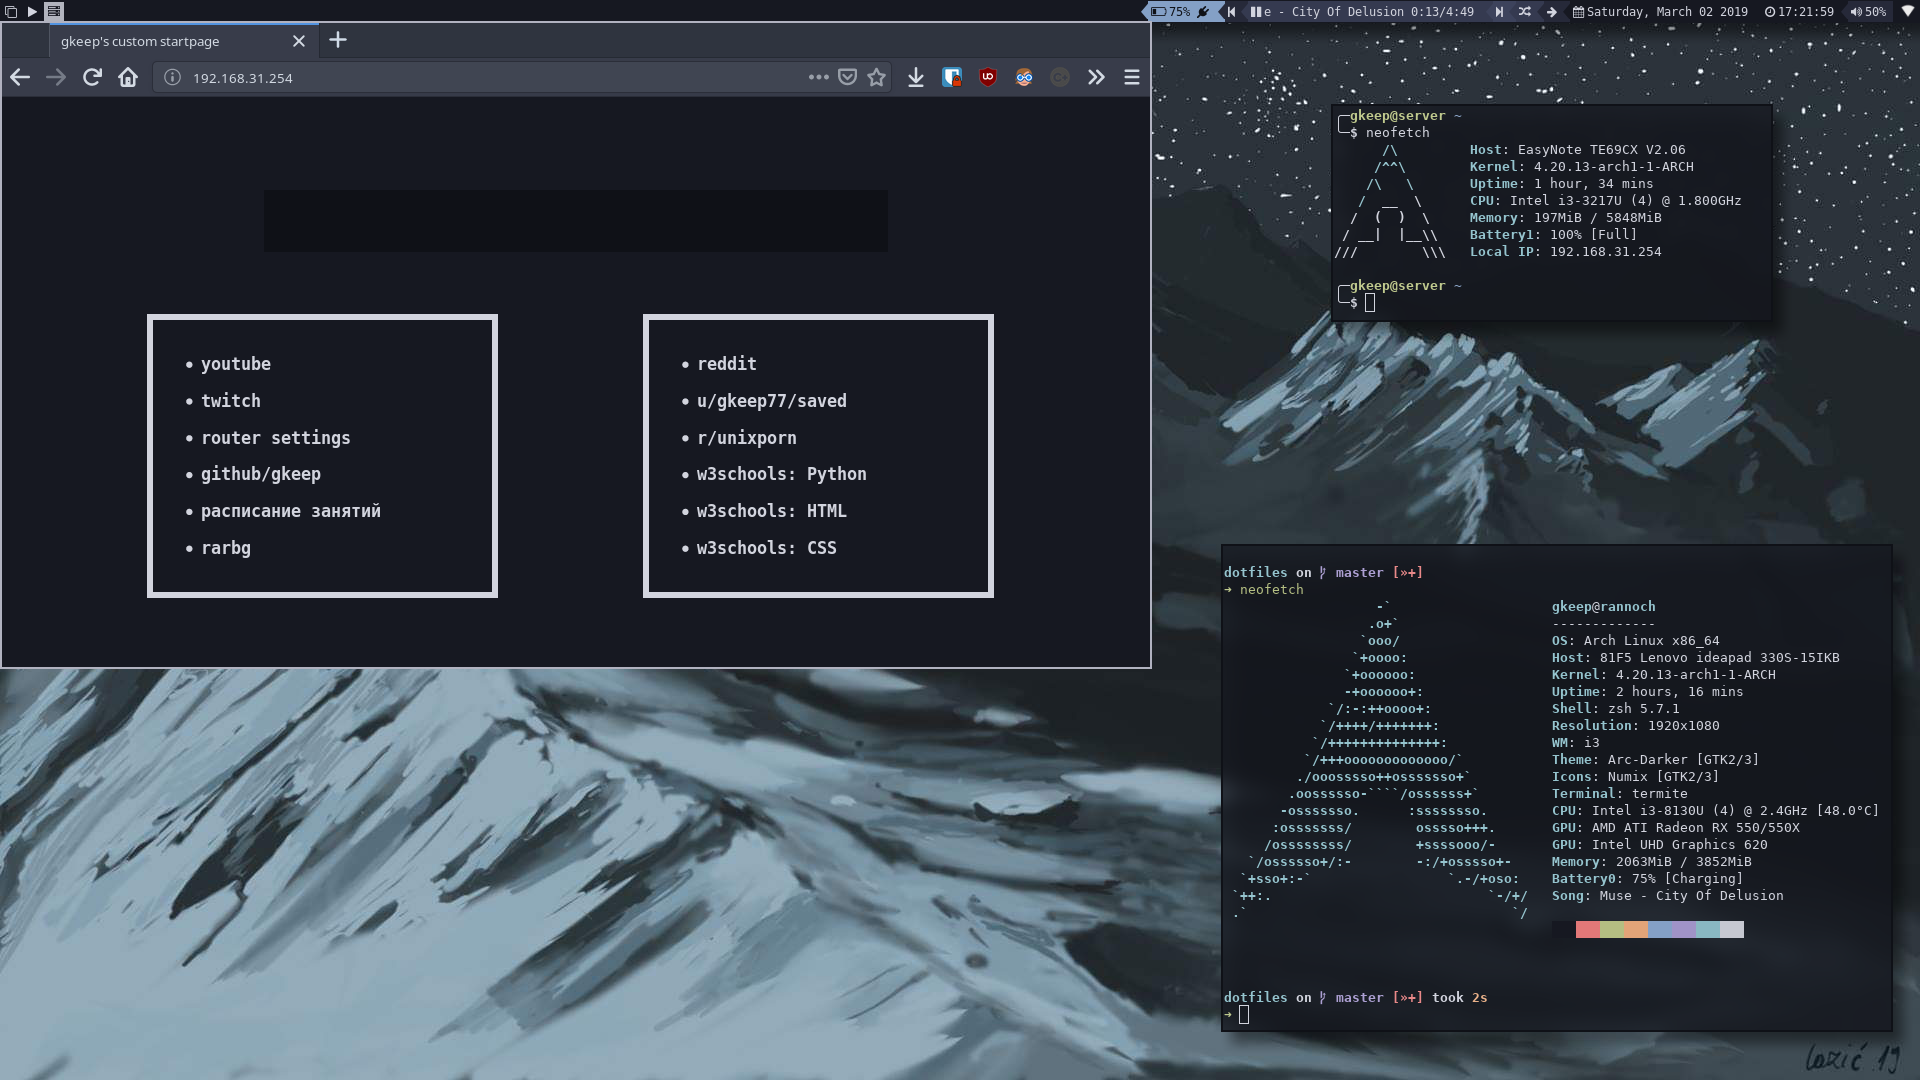 75% e - City Of Delusion 0:13/4:49 Saturday, March 02 2019 17:21:59 50%
gkeep's custom startpage
192.168.31.254
youtube
twitch
router settings
github/gkeep
расписание занятий
rarbg
reddit
u/gkeep77/saved
r/unixporn
w3schools: Python
w3schools: HTML
w3schools: CSS
gkeep@server ~
$ neofetch
Host: EasyNote TE69CX V2.06
Kernel: 4.20.13-arch1-1-ARCH
Uptime: 1 hour, 34 mins
CPU: Intel i3-3217U (4) @ 1.800GHz
Memory: 197MiB / 5848MiB
Battery1: 100% [Full]
Local IP: 192.168.31.254
gkeep@server ~
$
dotfiles on master [»+]
➜ neofetch
gkeep@rannoch
-------------
OS: Arch Linux x86_64
Host: 81F5 Lenovo ideapad 330S-15IKB
Kernel: 4.20.13-arch1-1-ARCH
Uptime: 2 hours, 16 mins
Shell: zsh 5.7.1
Resolution: 1920x1080
WM: i3
Theme: Arc-Darker [GTK2/3]
Icons: Numix [GTK2/3]
Terminal: termite
CPU: Intel i3-8130U (4) @ 2.4GHz [48.0°C]
GPU: AMD ATI Radeon RX 550/550X
GPU: Intel UHD Graphics 620
Memory: 2063MiB / 3852MiB
Battery0: 75% [Charging]
Song: Muse - City Of Delusion
dotfiles on master [»+] took 2s
➜
lazić 19